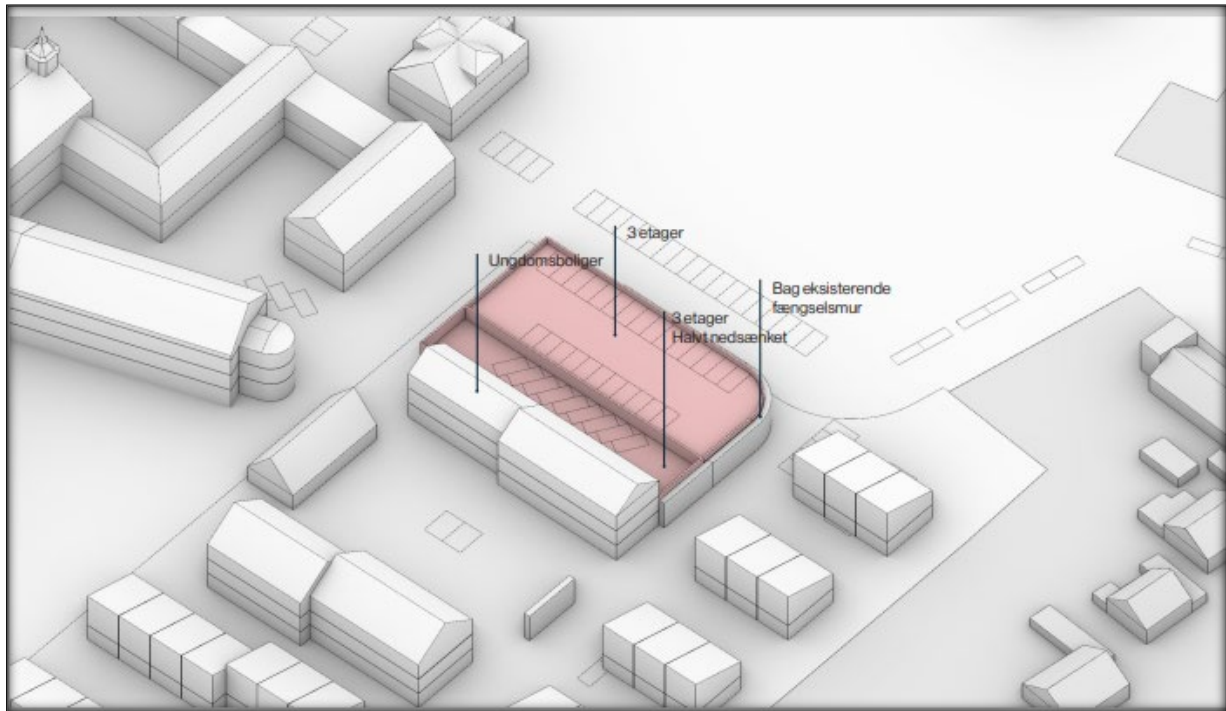 3 etager
Ungdomsboliger
Bag eksisterende
fængselsmur
3 etager
Halvt nedsænket